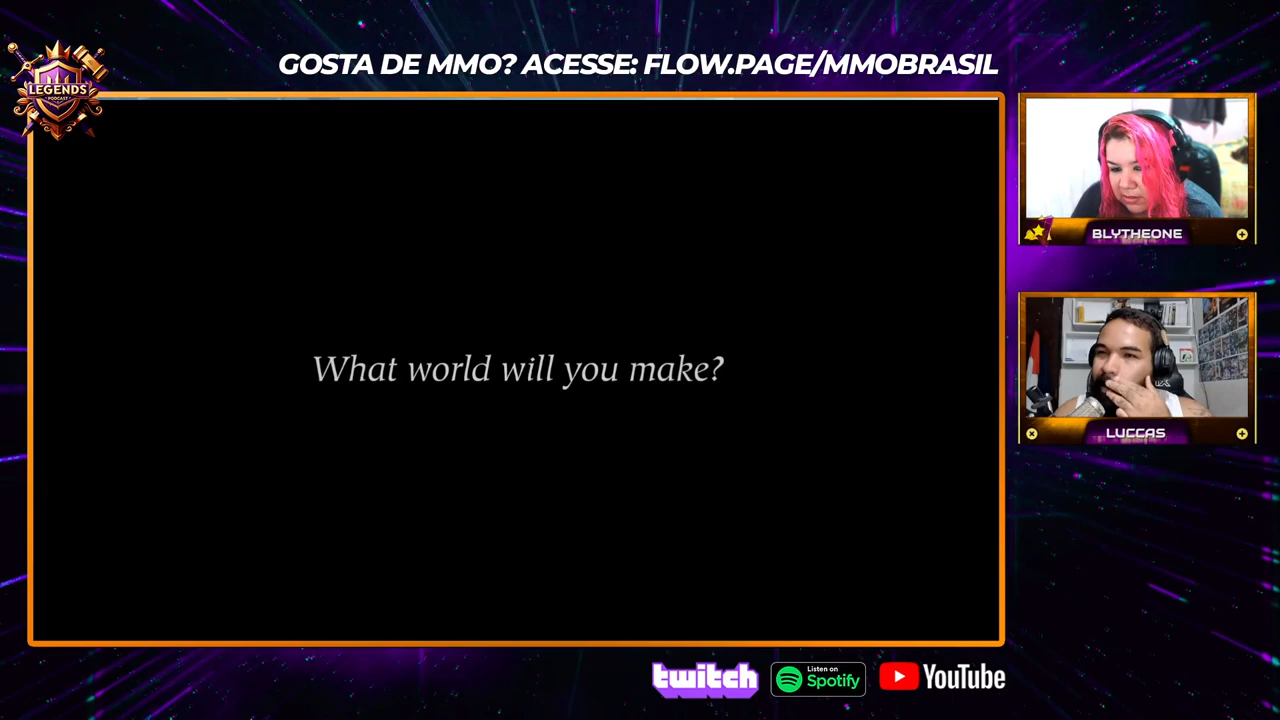 GOSTA DE MMO? ACESSE: FLOW.PAGE/MMOBRASIL
LEGENDS
PODCAST
What world will you make?
BLYTHEONE
LUCCAS
twitch
Listen on
Spotify
YouTube